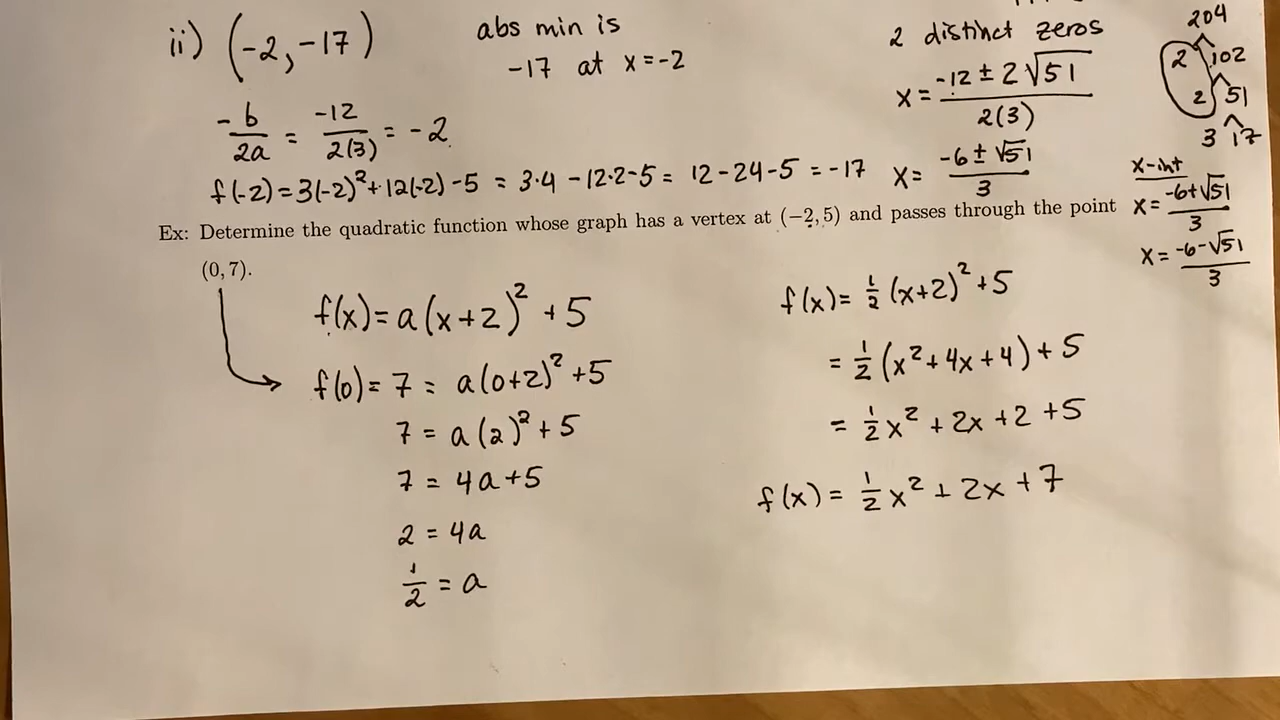 ii) (-2, -17)
abs min is
-17 at x=-2
-b/2a = -12/2(3) = -2
f(-2) = 3(-2)²+12(-2)-5 = 3·4 -12·2-5 = 12-24-5 = -17
2 distinct zeros
x = (-12 ± 2√51)/2(3)
x = (-6 ± √51)/3
204
2 102
2 51
3 17
x-int
x = (-6+√51)/3
x = (-6-√51)/3
Ex: Determine the quadratic function whose graph has a vertex at (−2, 5) and passes through the point
(0, 7).
f(x) = a(x+2)² + 5
f(0) = 7 = a(0+2)² + 5
7 = a(2)² + 5
7 = 4a+5
2 = 4a
1/2 = a
f(x) = 1/2 (x+2)² + 5
= 1/2 (x² + 4x + 4) + 5
= 1/2 x² + 2x + 2 + 5
f(x) = 1/2 x² + 2x + 7